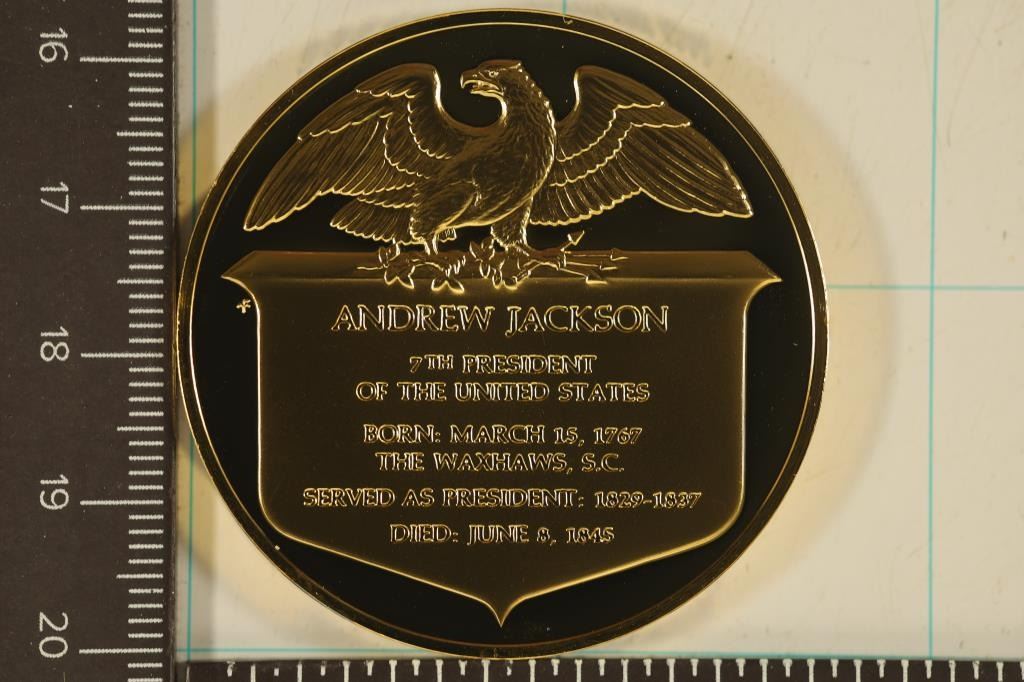 16
17
18
19
20
ANDREW JACKSON
7TH PRESIDENT
OF THE UNITED STATES
BORN: MARCH 15, 1767
THE WAXHAWS, S.C.
SERVED AS PRESIDENT: 1829-1837
DIED: JUNE 8, 1845